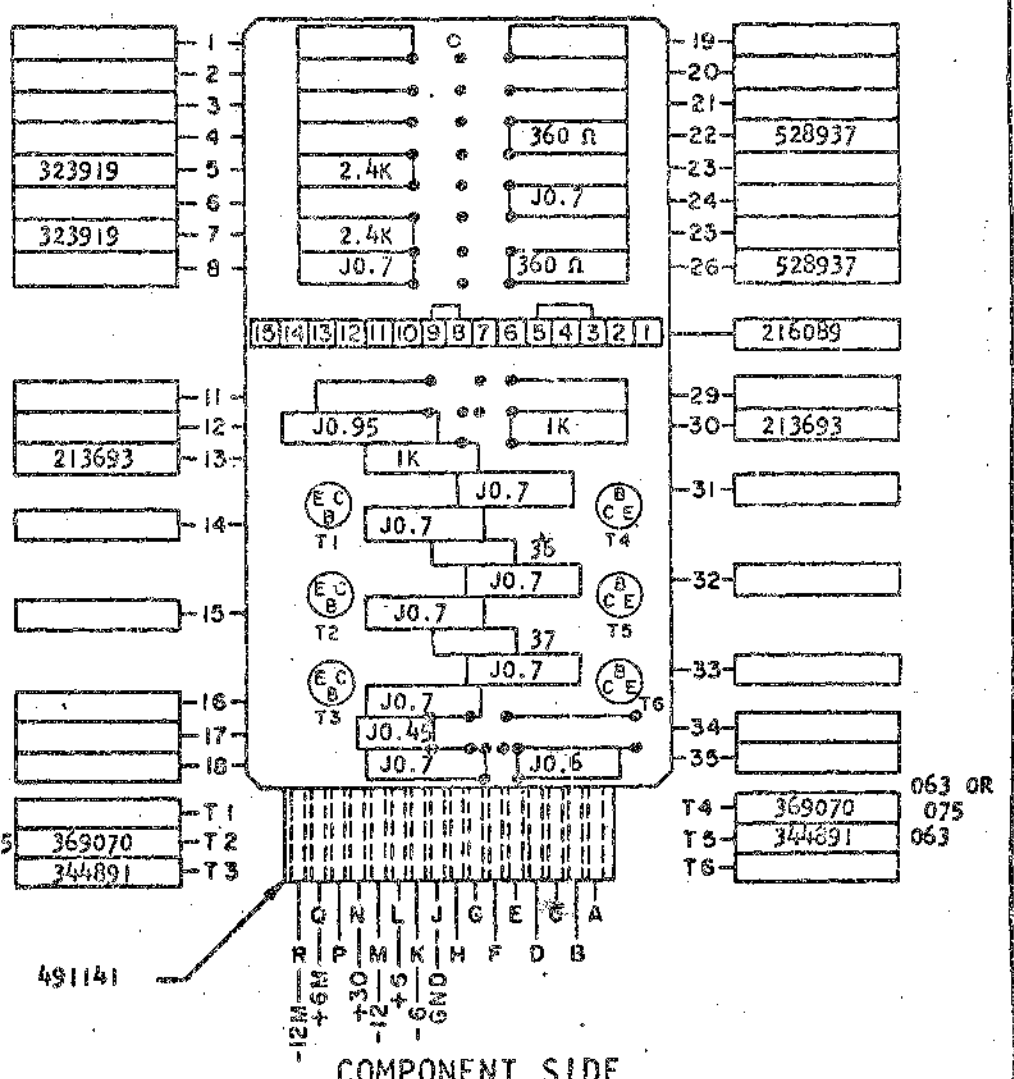 1 19
2 20
3 21
4 360 Ω 22 528937
323919 5 2.4K 23
6 J0.7 24
323919 7 2.4K 25
8 J0.7 360 Ω 26 528937
15 14 13 12 11 10 9 8 7 6 5 4 3 2 1 216089
11 29
12 J0.95 1K 30 213693
213693 13 1K
J0.7 31
E C B B C E
14 J0.7
T1 T4
36
J0.7 32
E C B B C E
15 J0.7
T2 T5
37
J0.7 33
E C B B C E
16 J0.7
T3 T6
17 J0.45 34
18 J0.7 J0.6 35
T1 T4 369070 063 OR 075
5 369070 T2 T5 344891 063
344891 T3 T6
Q N L J G E C A
R P M K H F D B
491141
-12M +6M +30 -12 +6 -6 GND
COMPONENT SIDE